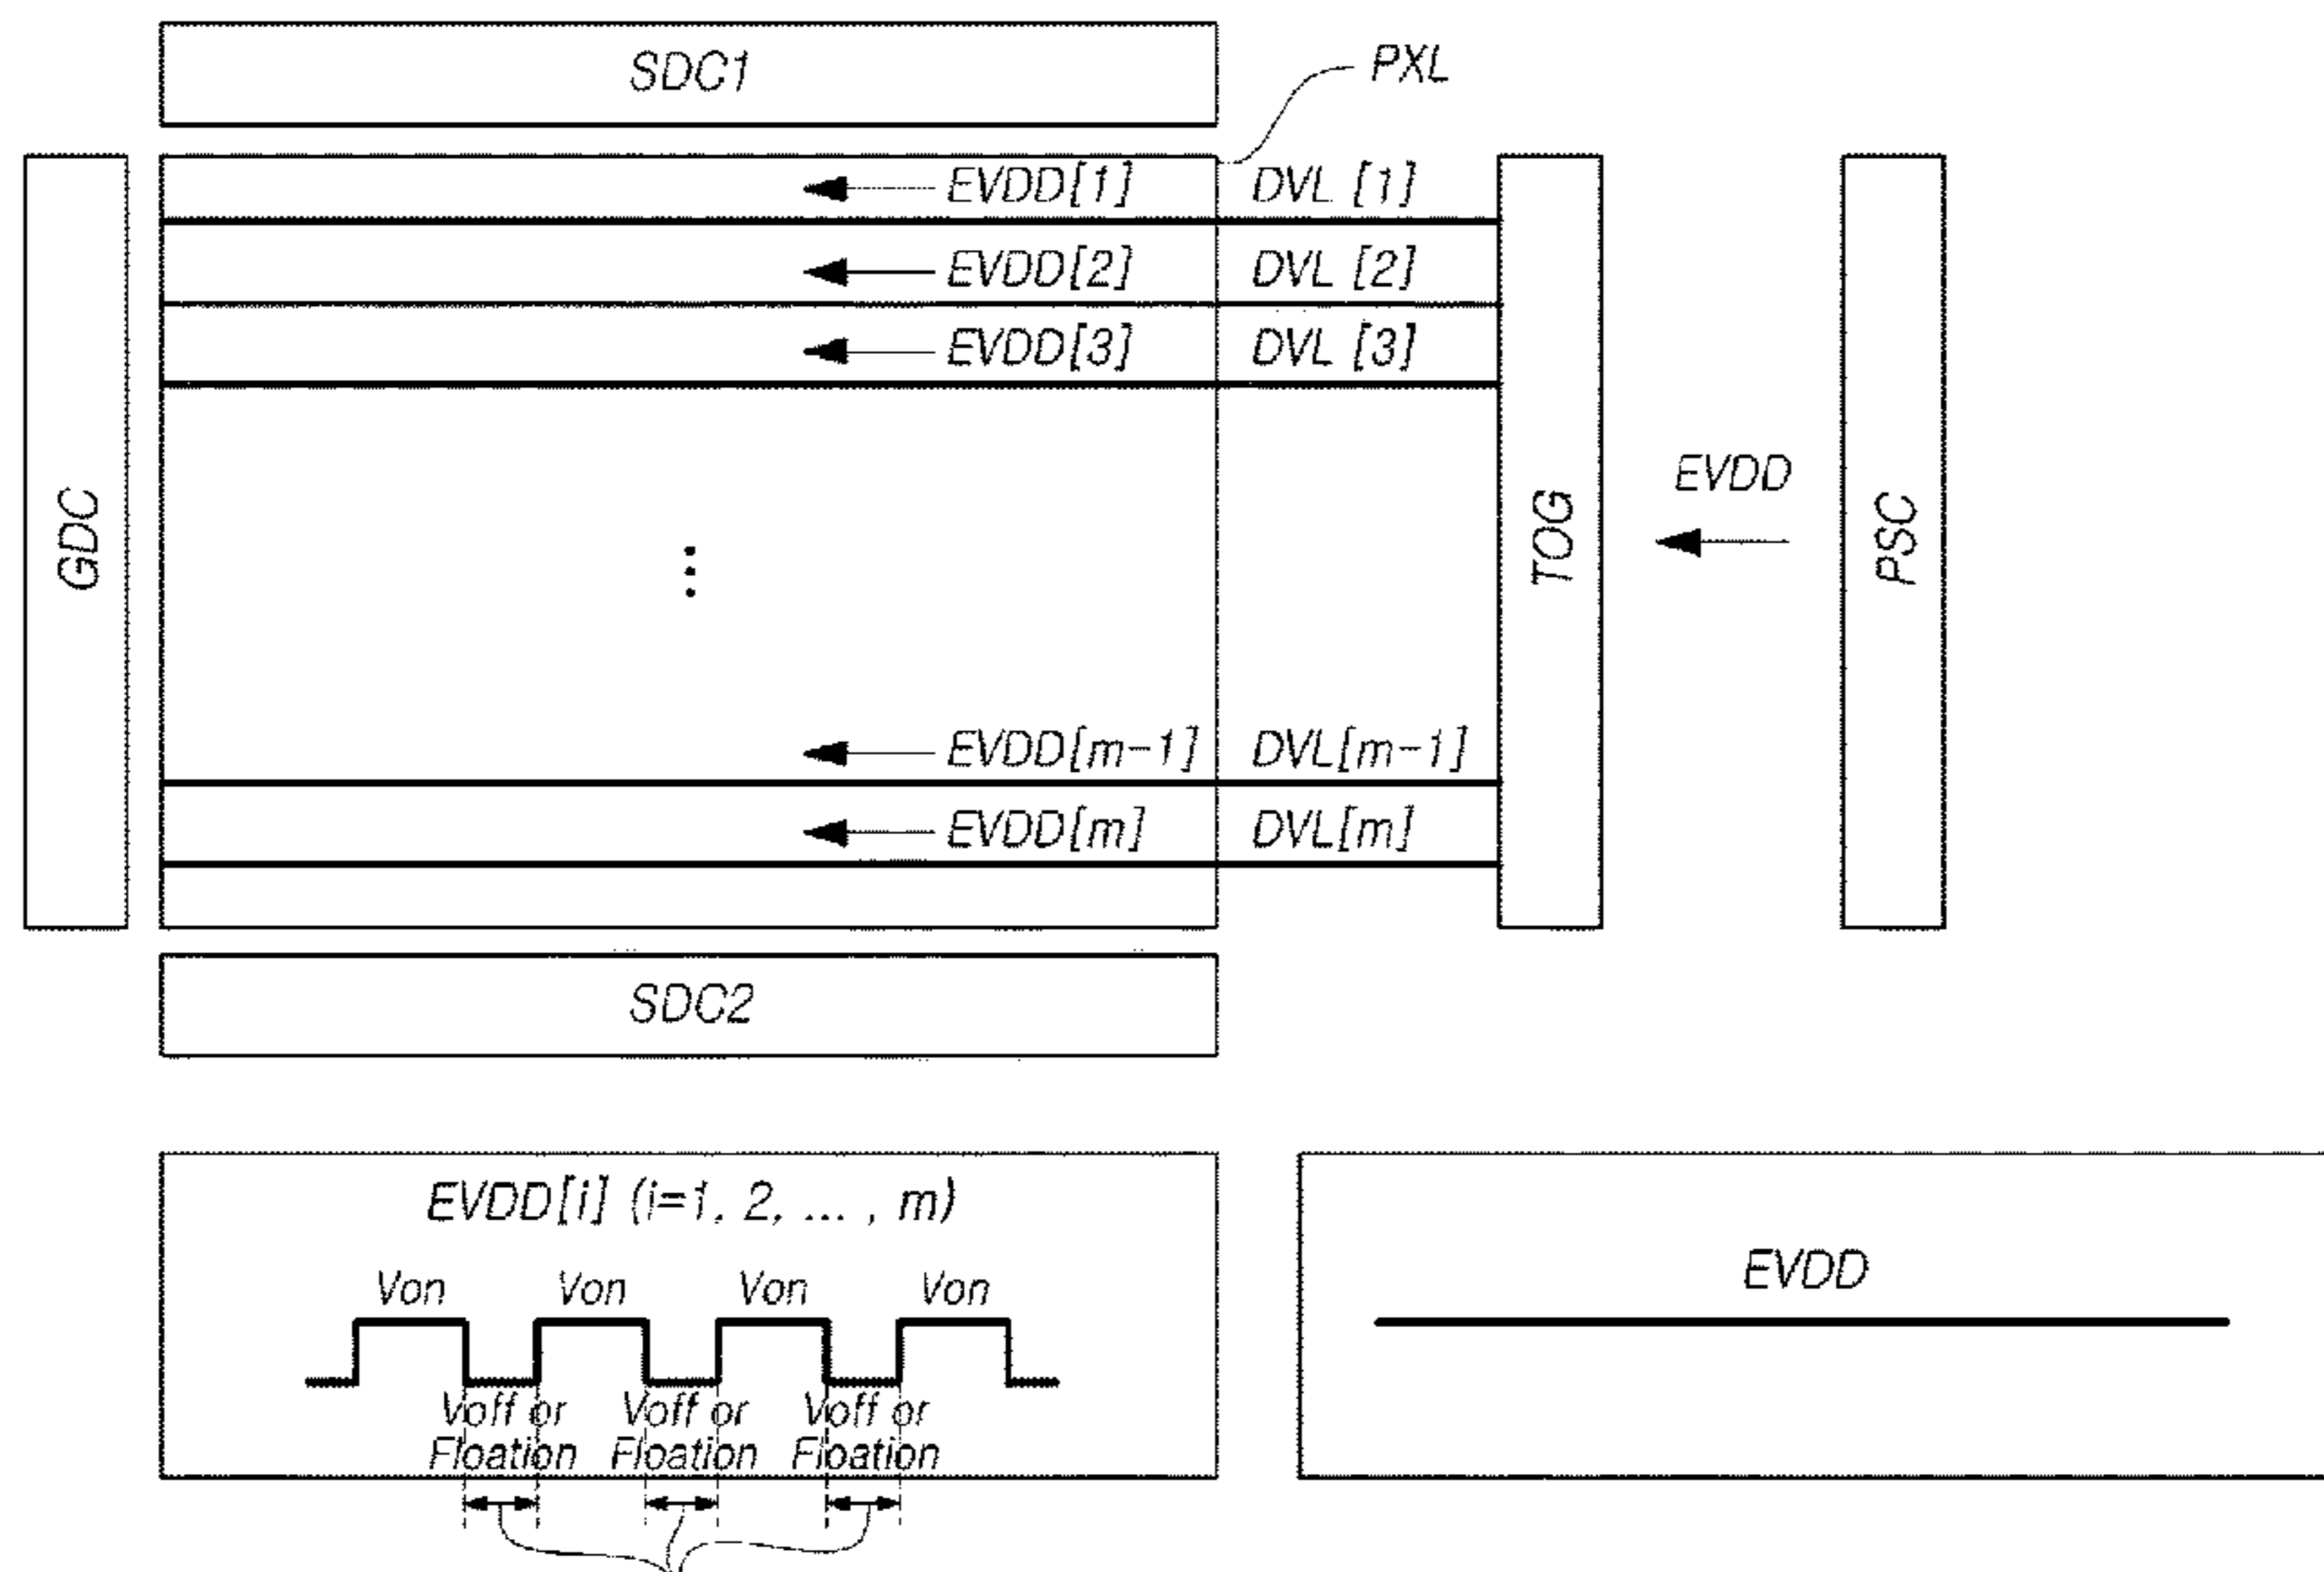 SDC1
PXL
EVDD[1] DVL [1]
EVDD[2] DVL [2]
EVDD[3] DVL [3]
GDC
TOG
EVDD
PSC
EVDD[m-1] DVL[m-1]
EVDD[m] DVL[m]
SDC2
EVDD[i] (i=1, 2, ... , m)
Von Von Von Von
Voff or Voff or Voff or
Floation Floation Floation
EVDD